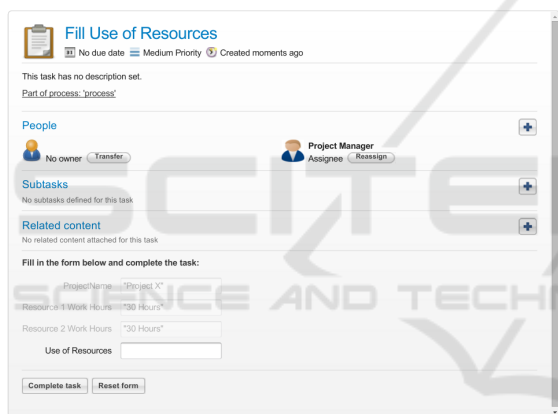 Fill Use of Resources
No due date Medium Priority Created moments ago
This task has no description set.
Part of process: 'process'
People
No owner Transfer
Project Manager
Assignee Reassign
Subtasks
No subtasks defined for this task
Related content
No related content attached for this task
Fill in the form below and complete the task:
ProjectName "Project X"
Resource 1 Work Hours "30 Hours"
Resource 2 Work Hours "30 Hours"
Use of Resources
Complete task Reset form